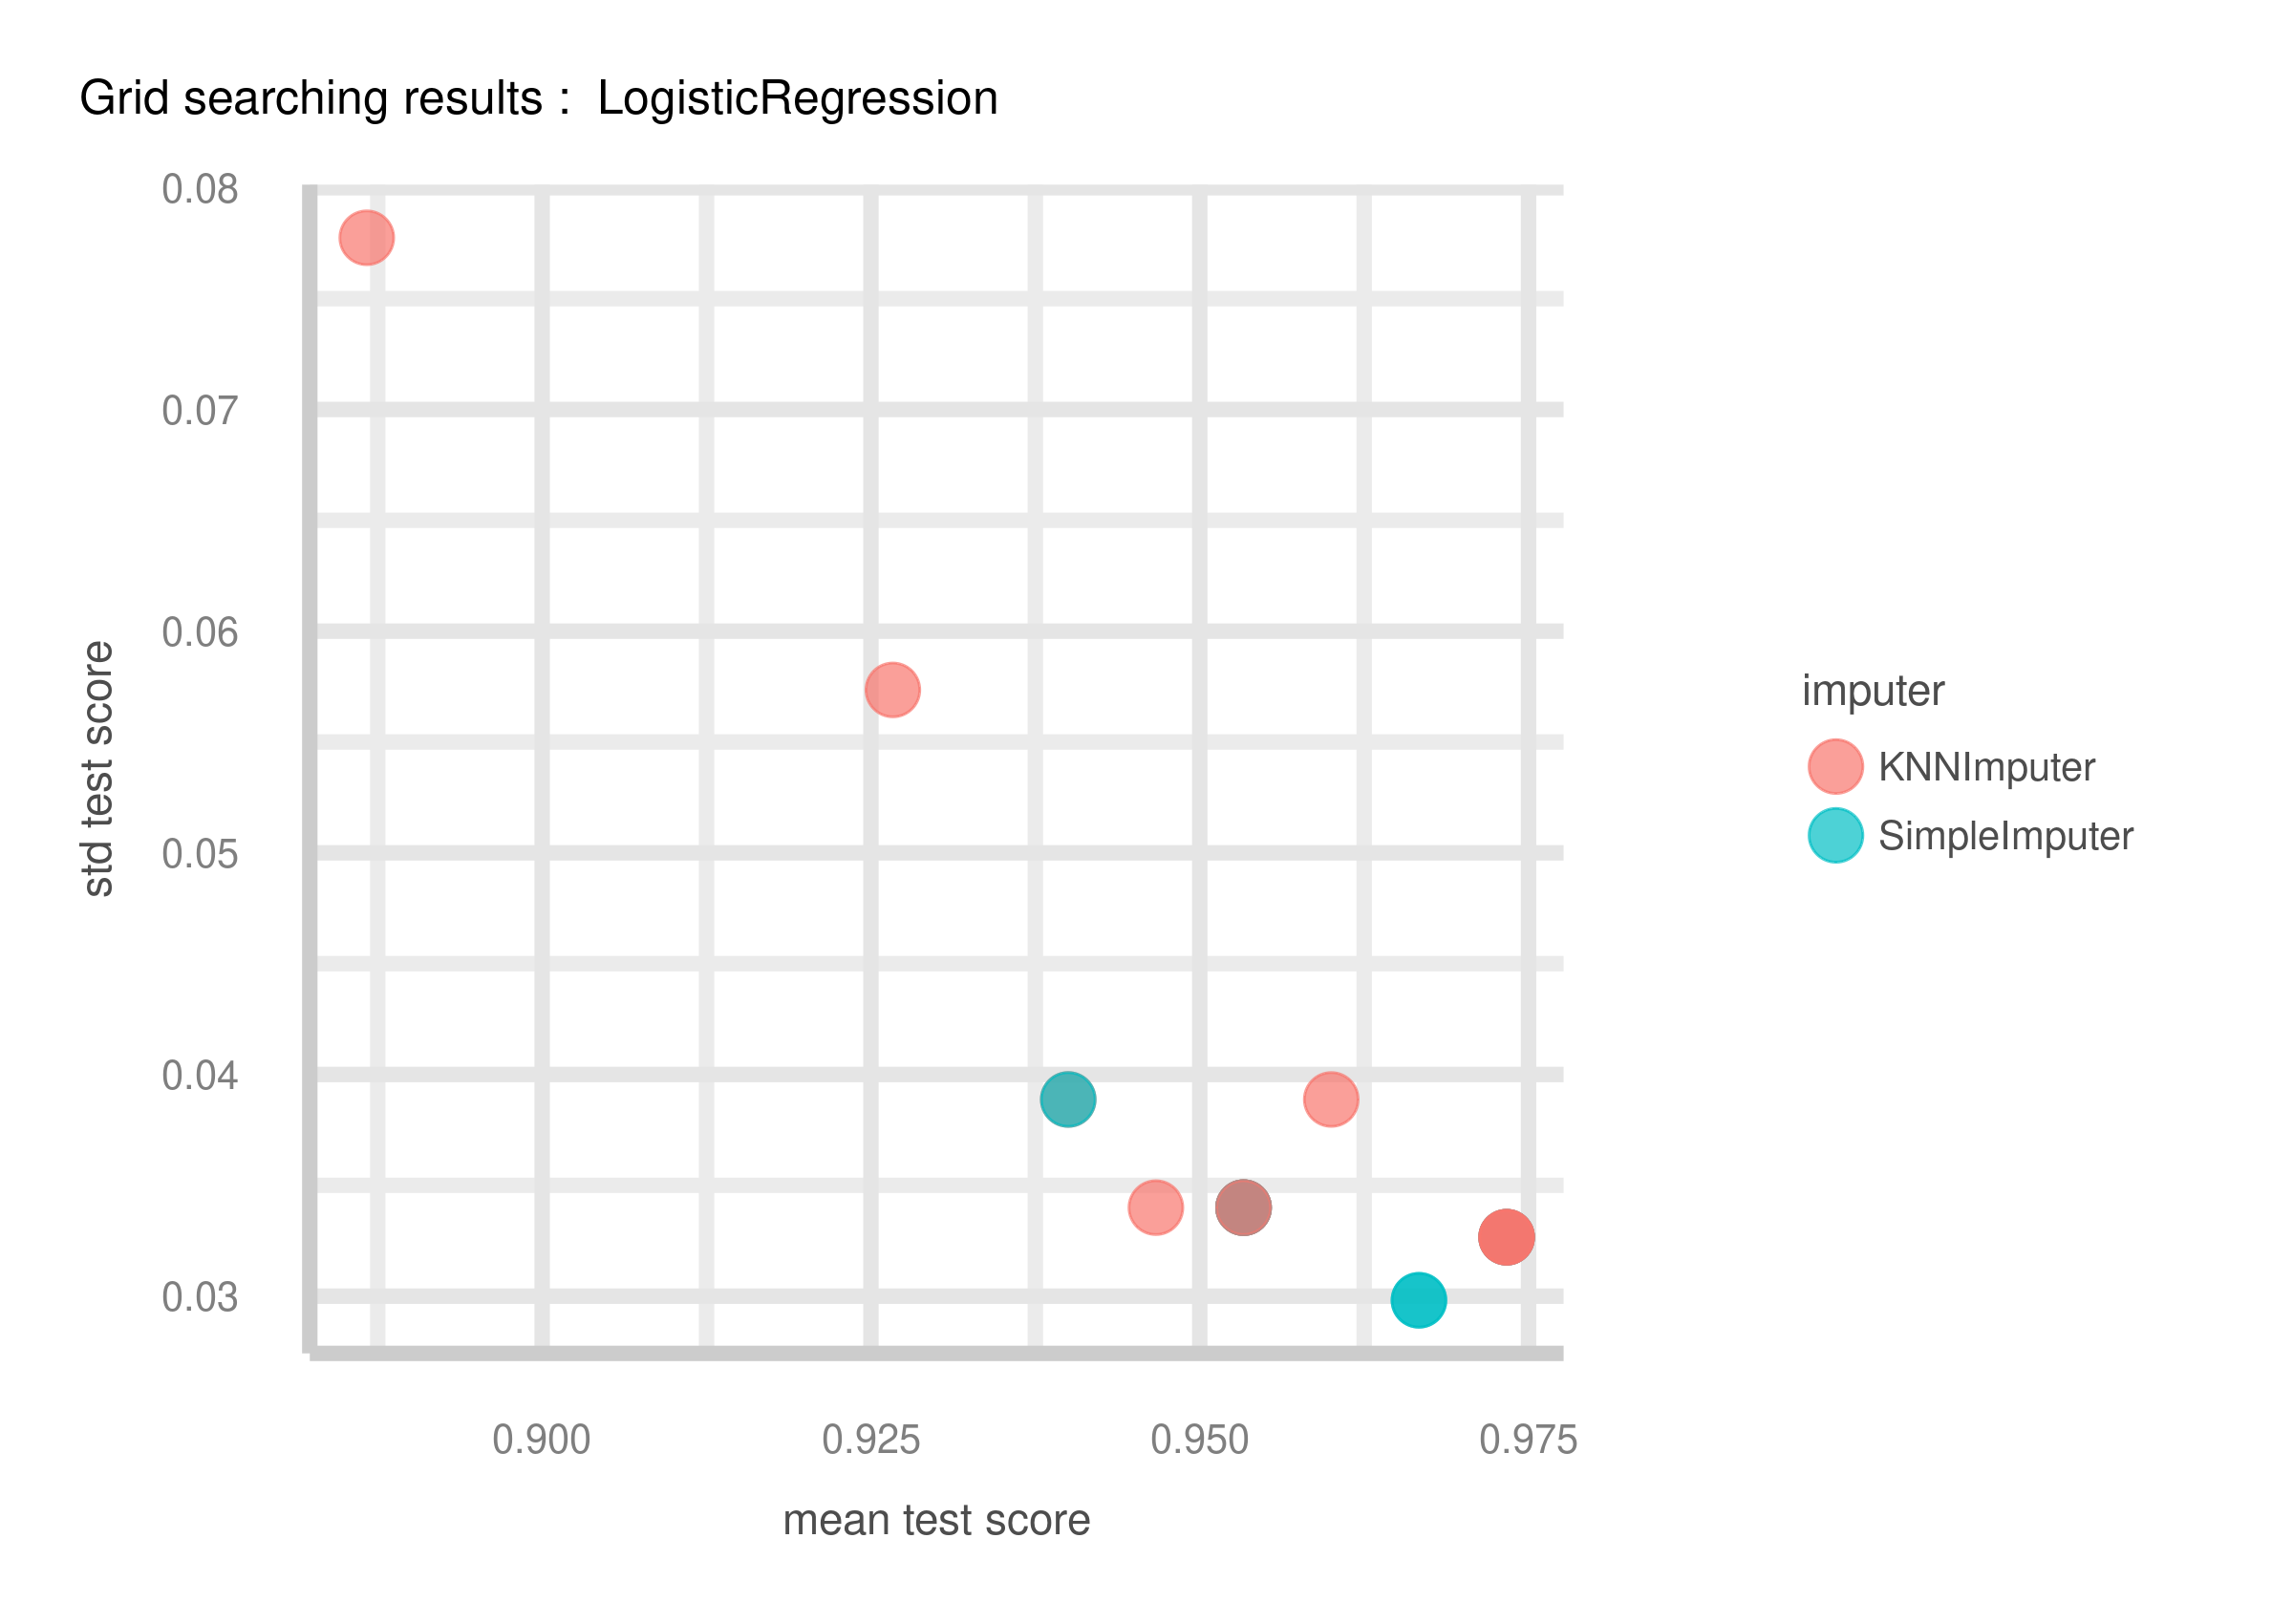 Grid searching results :  LogisticRegression
0.08
0.07
0.06
0.05
0.04
0.03
std test score
0.900
0.925
0.950
0.975
mean test score
imputer
KNNImputer
SimpleImputer